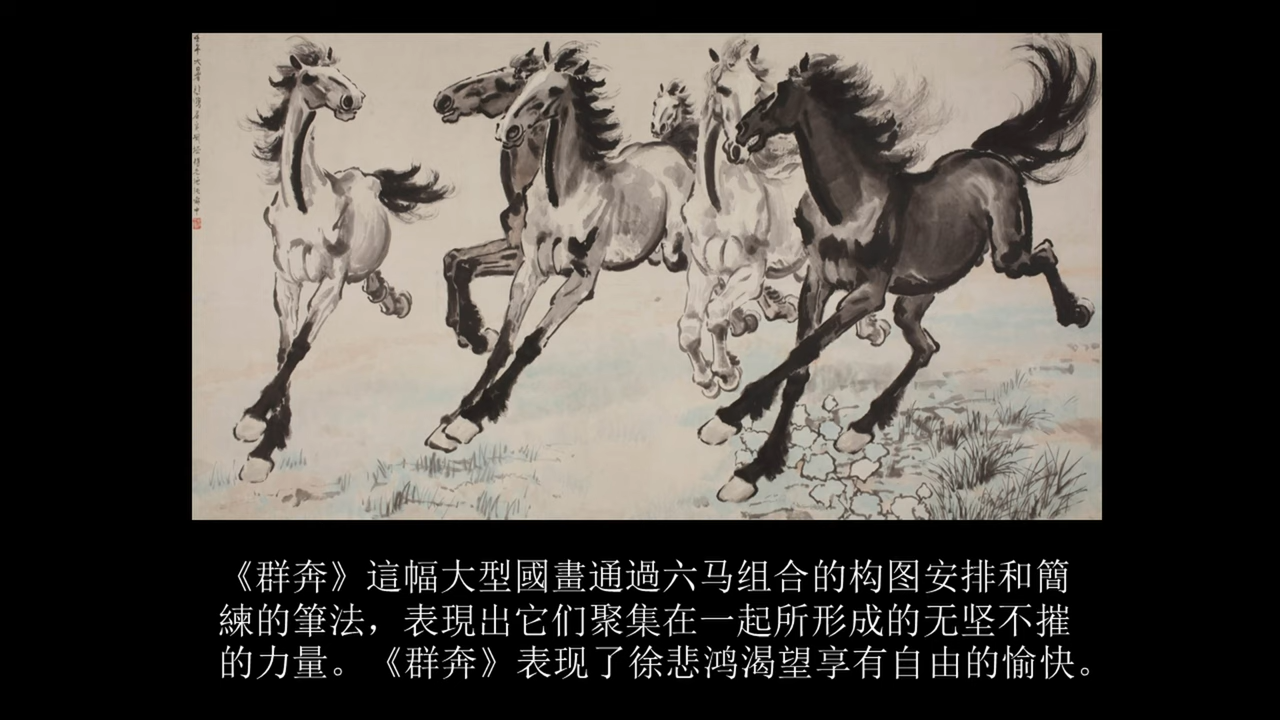 《群奔》這幅大型國畫通過六马组合的构图安排和簡
練的筆法，表現出它们聚集在一起所形成的无坚不摧
的力量。《群奔》表现了徐悲鸿渴望享有自由的愉快。